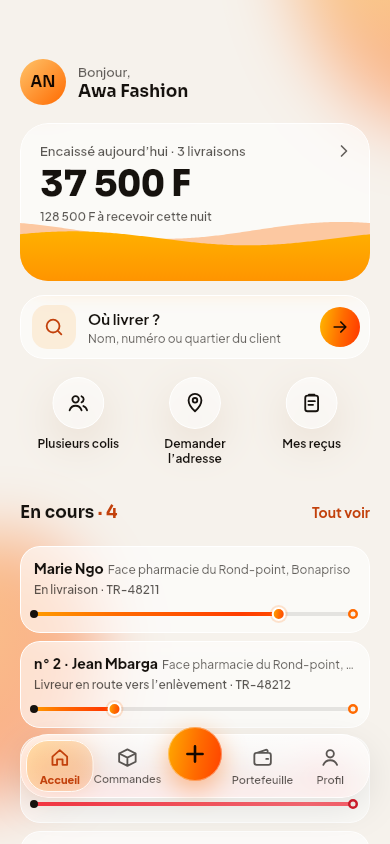 AN
Bonjour,
Awa Fashion
Encaissé aujourd’hui · 3 livraisons
37 500 F
128 500 F à recevoir cette nuit
Où livrer ?
Nom, numéro ou quartier du client
Plusieurs colis
Demander
l’adresse
Mes reçus
En cours · 4
Tout voir
Marie Ngo Face pharmacie du Rond-point, Bonapriso
En livraison · TR-48211
n° 2 · Jean Mbarga Face pharmacie du Rond-point, ...
Livreur en route vers l’enlèvement · TR-48212
Accueil
Commandes
Portefeuille
Profil